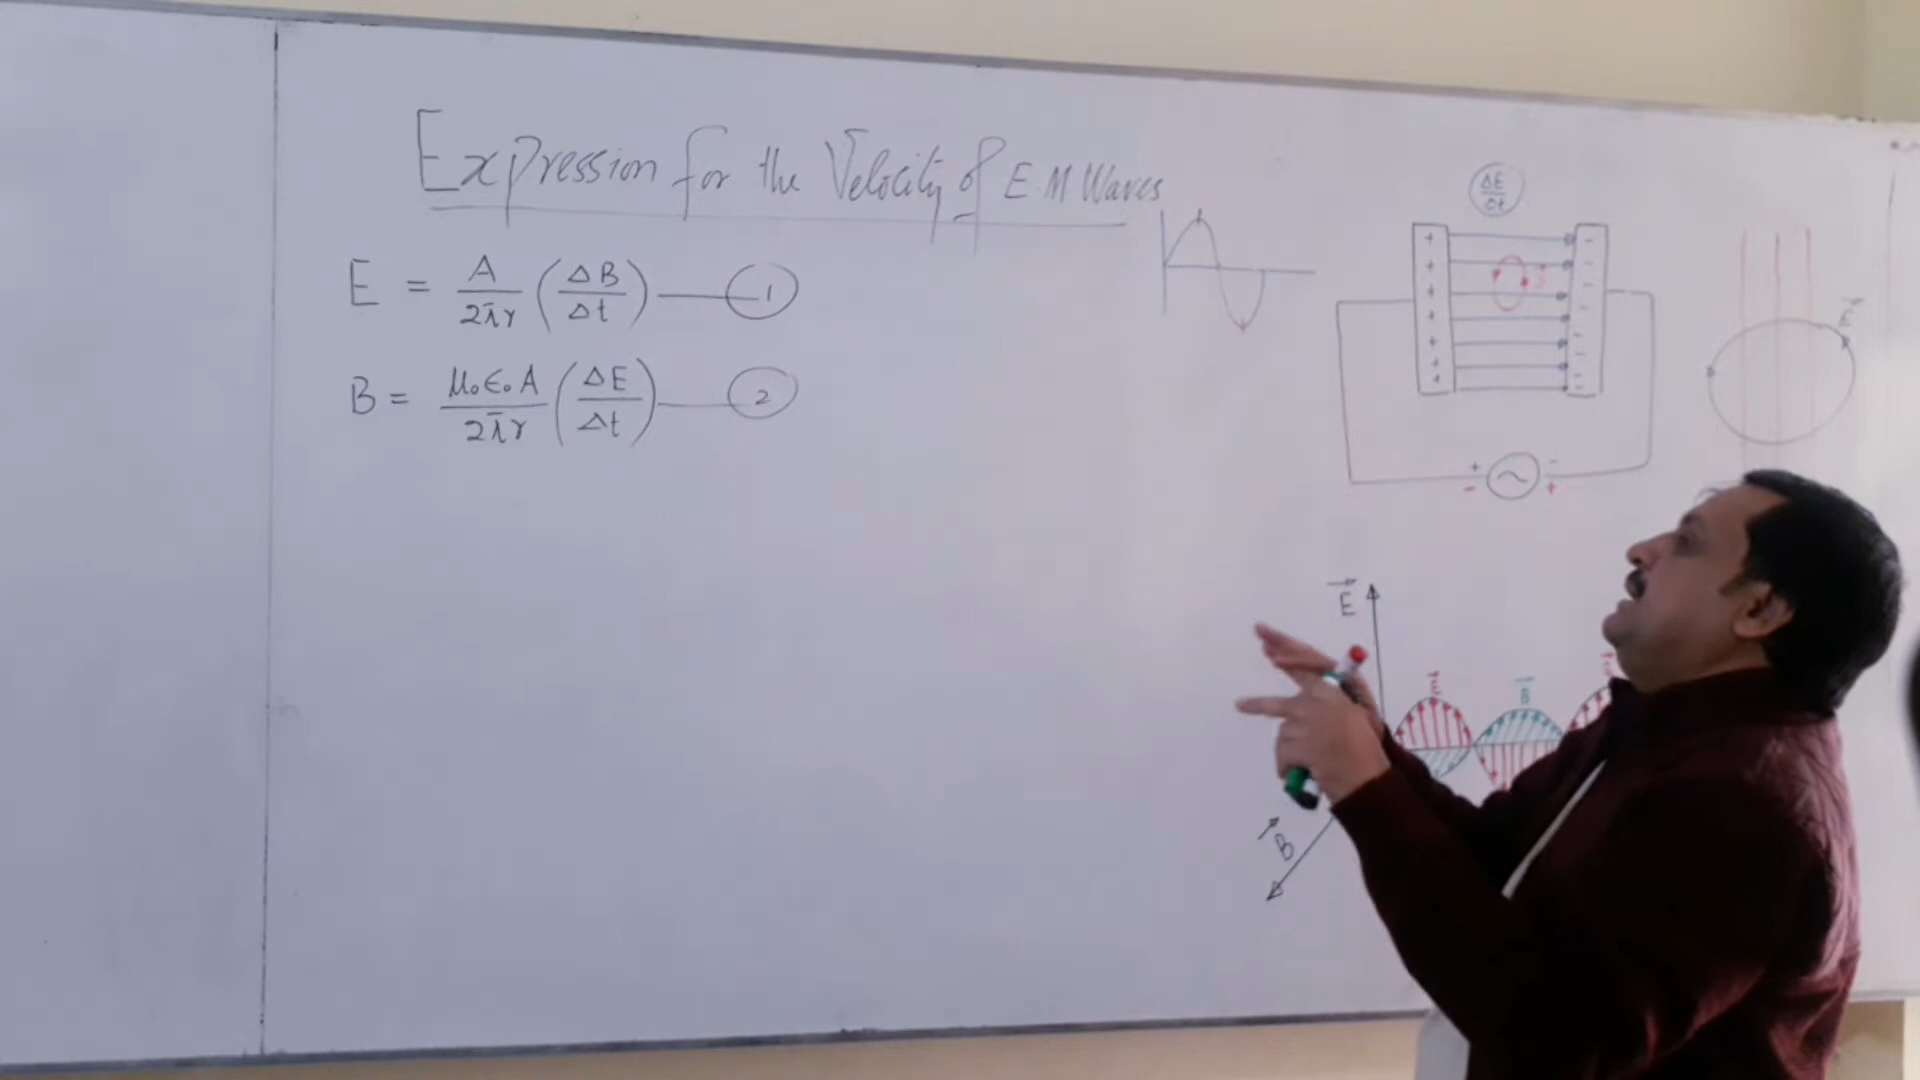 Expression for the Velocity of E M Waves
E = A / 2πr (ΔB / Δt) —— 1
B = μ₀ε₀A / 2πr (ΔE / Δt) —— 2
ΔE / Δt
+ -
+ -
+ -
+ -
+ -
+ -
+ -
+ -
- +
E
E
B
B